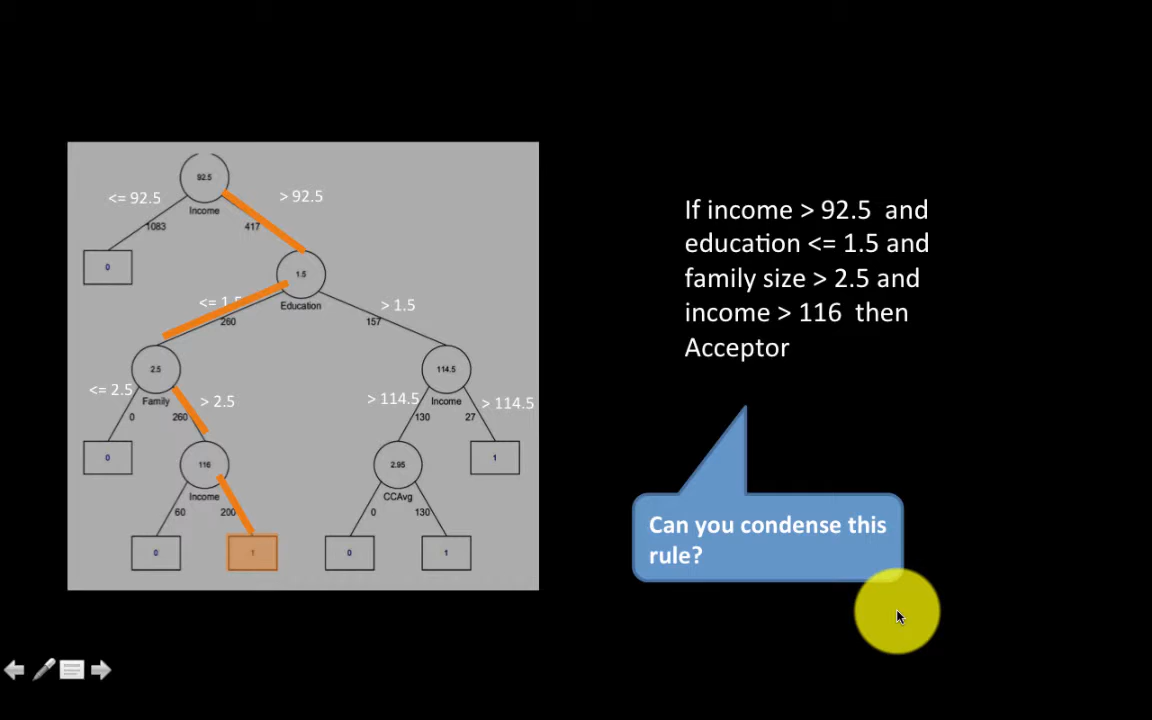 92.5
<= 92.5
> 92.5
Income
1083
417
0
1.5
<= 1.5
Education
> 1.5
260
157
2.5
114.5
<= 2.5
Family
> 2.5
> 114.5
Income
> 114.5
0
260
130
27
0
116
2.95
1
Income
CCAvg
60
200
0
130
0
1
0
1
If income > 92.5 and
education <= 1.5 and
family size > 2.5 and
income > 116 then
Acceptor
Can you condense this
rule?